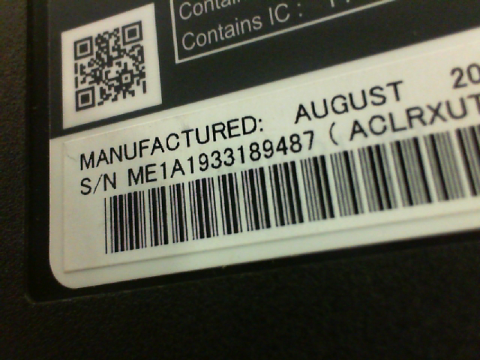 Contains IC :
MANUFACTURED: AUGUST 20
S/N ME1A1933189487 ( ACLRXUT